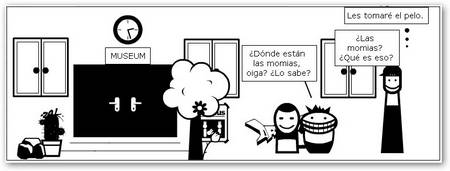 Les tomaré el pelo.
¿Las
momias?
¿Qué es eso?
MUSEUM
¿Dónde están
las momias,
oiga? ¿Lo sabe?